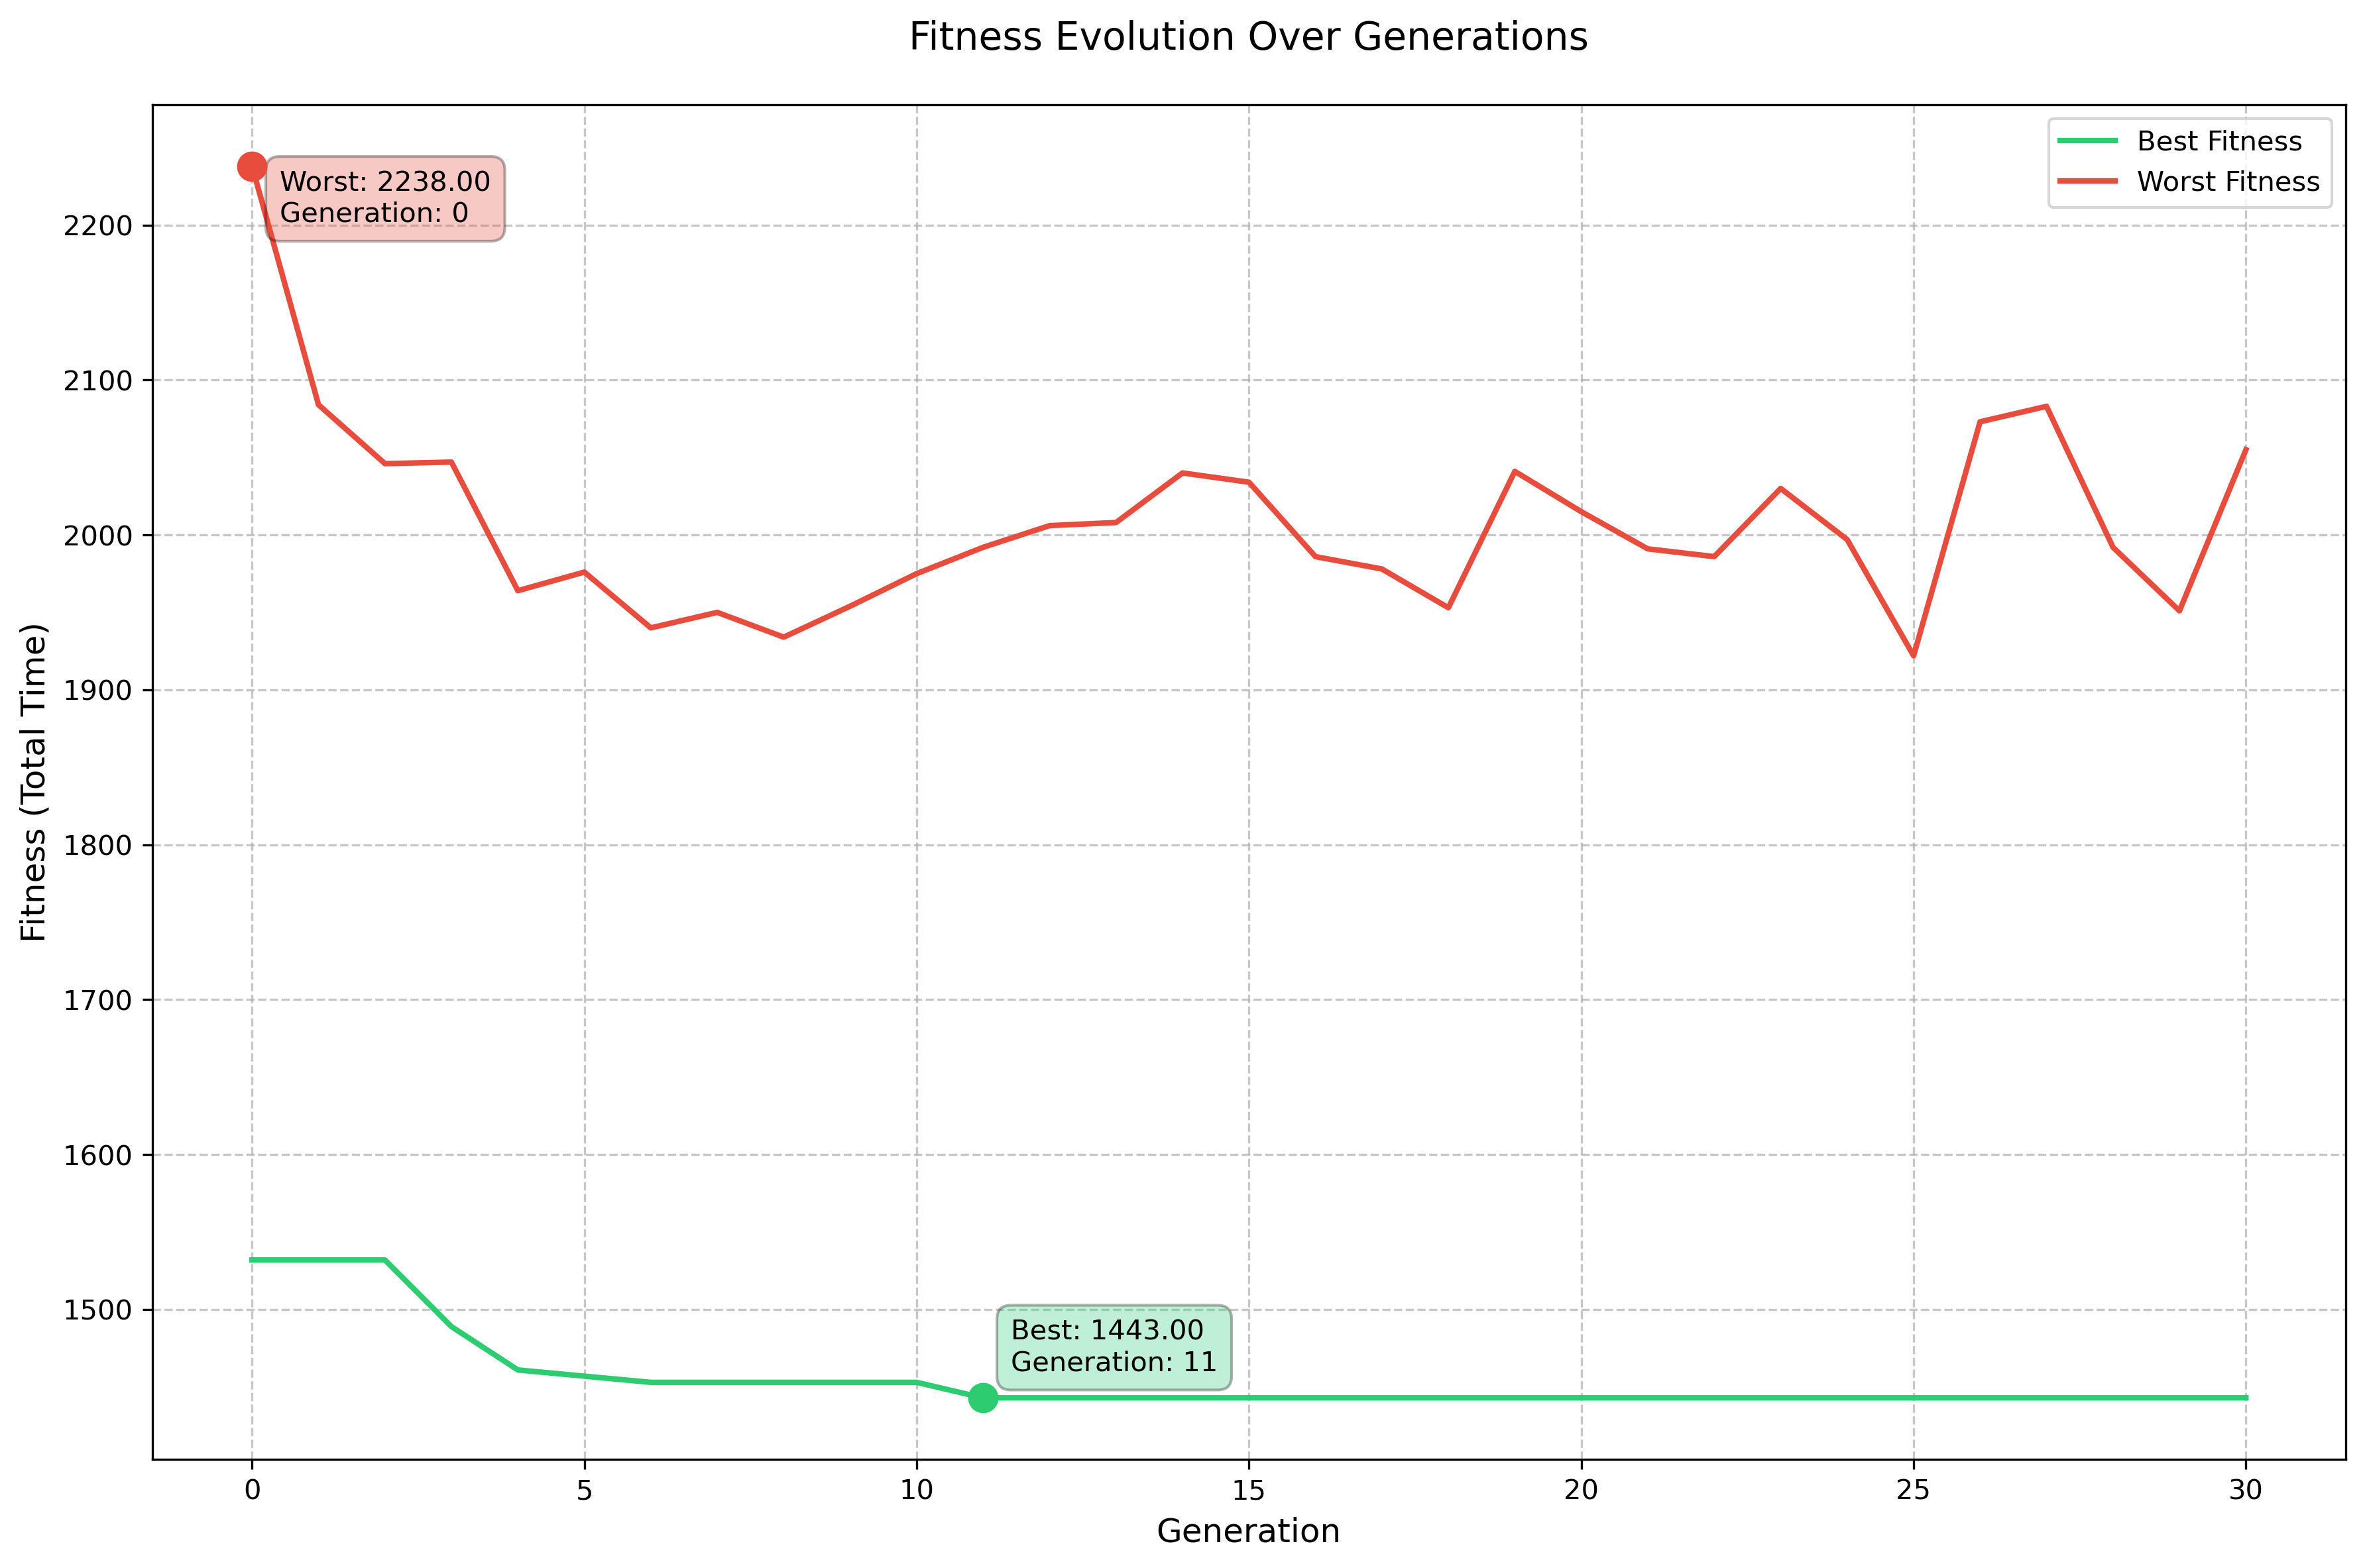 Fitness Evolution Over Generations
Best Fitness
Worst Fitness
Worst: 2238.00
Generation: 0
2200
2100
2000
1900
1800
1700
1600
1500
Fitness (Total Time)
Best: 1443.00
Generation: 11
0 5 10 15 20 25 30
Generation